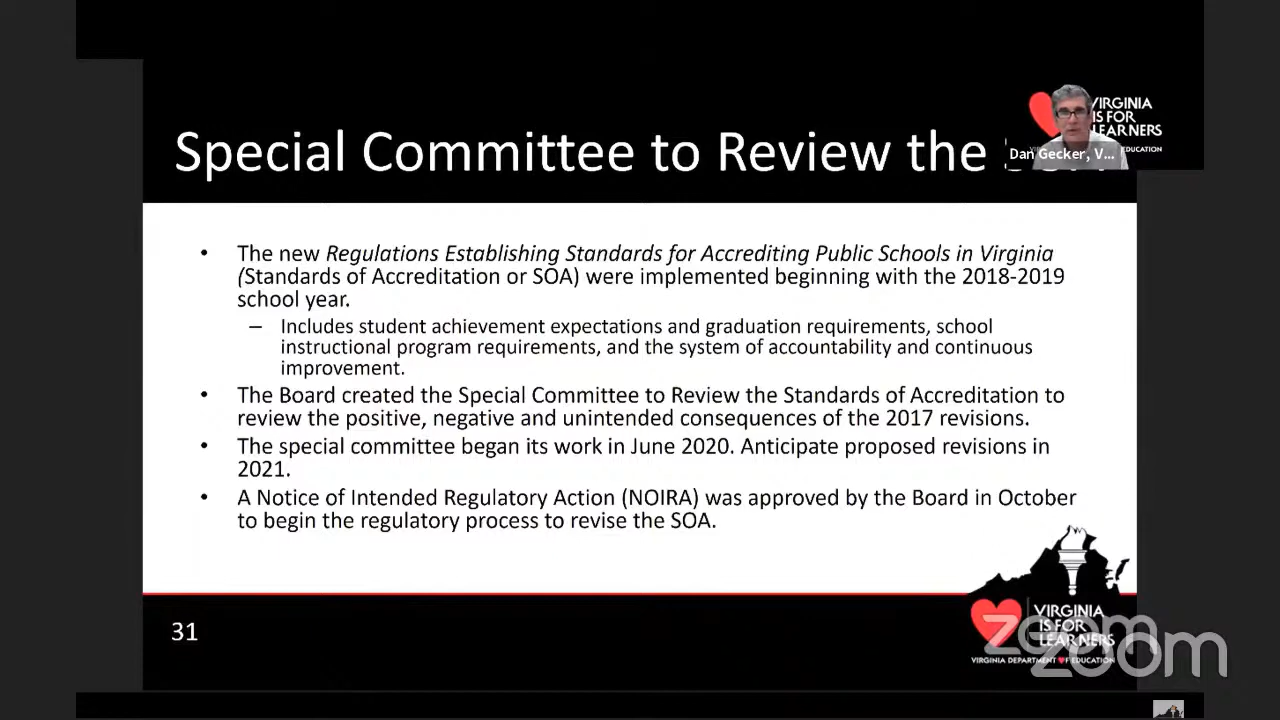 VIRGINIA
IS FOR
LEARNERS
EDUCATION
Dan Gecker, V...
Special Committee to Review the
• The new Regulations Establishing Standards for Accrediting Public Schools in Virginia
(Standards of Accreditation or SOA) were implemented beginning with the 2018-2019
school year.
– Includes student achievement expectations and graduation requirements, school
instructional program requirements, and the system of accountability and continuous
improvement.
• The Board created the Special Committee to Review the Standards of Accreditation to
review the positive, negative and unintended consequences of the 2017 revisions.
• The special committee began its work in June 2020. Anticipate proposed revisions in
2021.
• A Notice of Intended Regulatory Action (NOIRA) was approved by the Board in October
to begin the regulatory process to revise the SOA.
31
VIRGINIA
IS FOR
LEARNERS
VIRGINIA DEPARTMENT OF EDUCATION
zoom
zoom